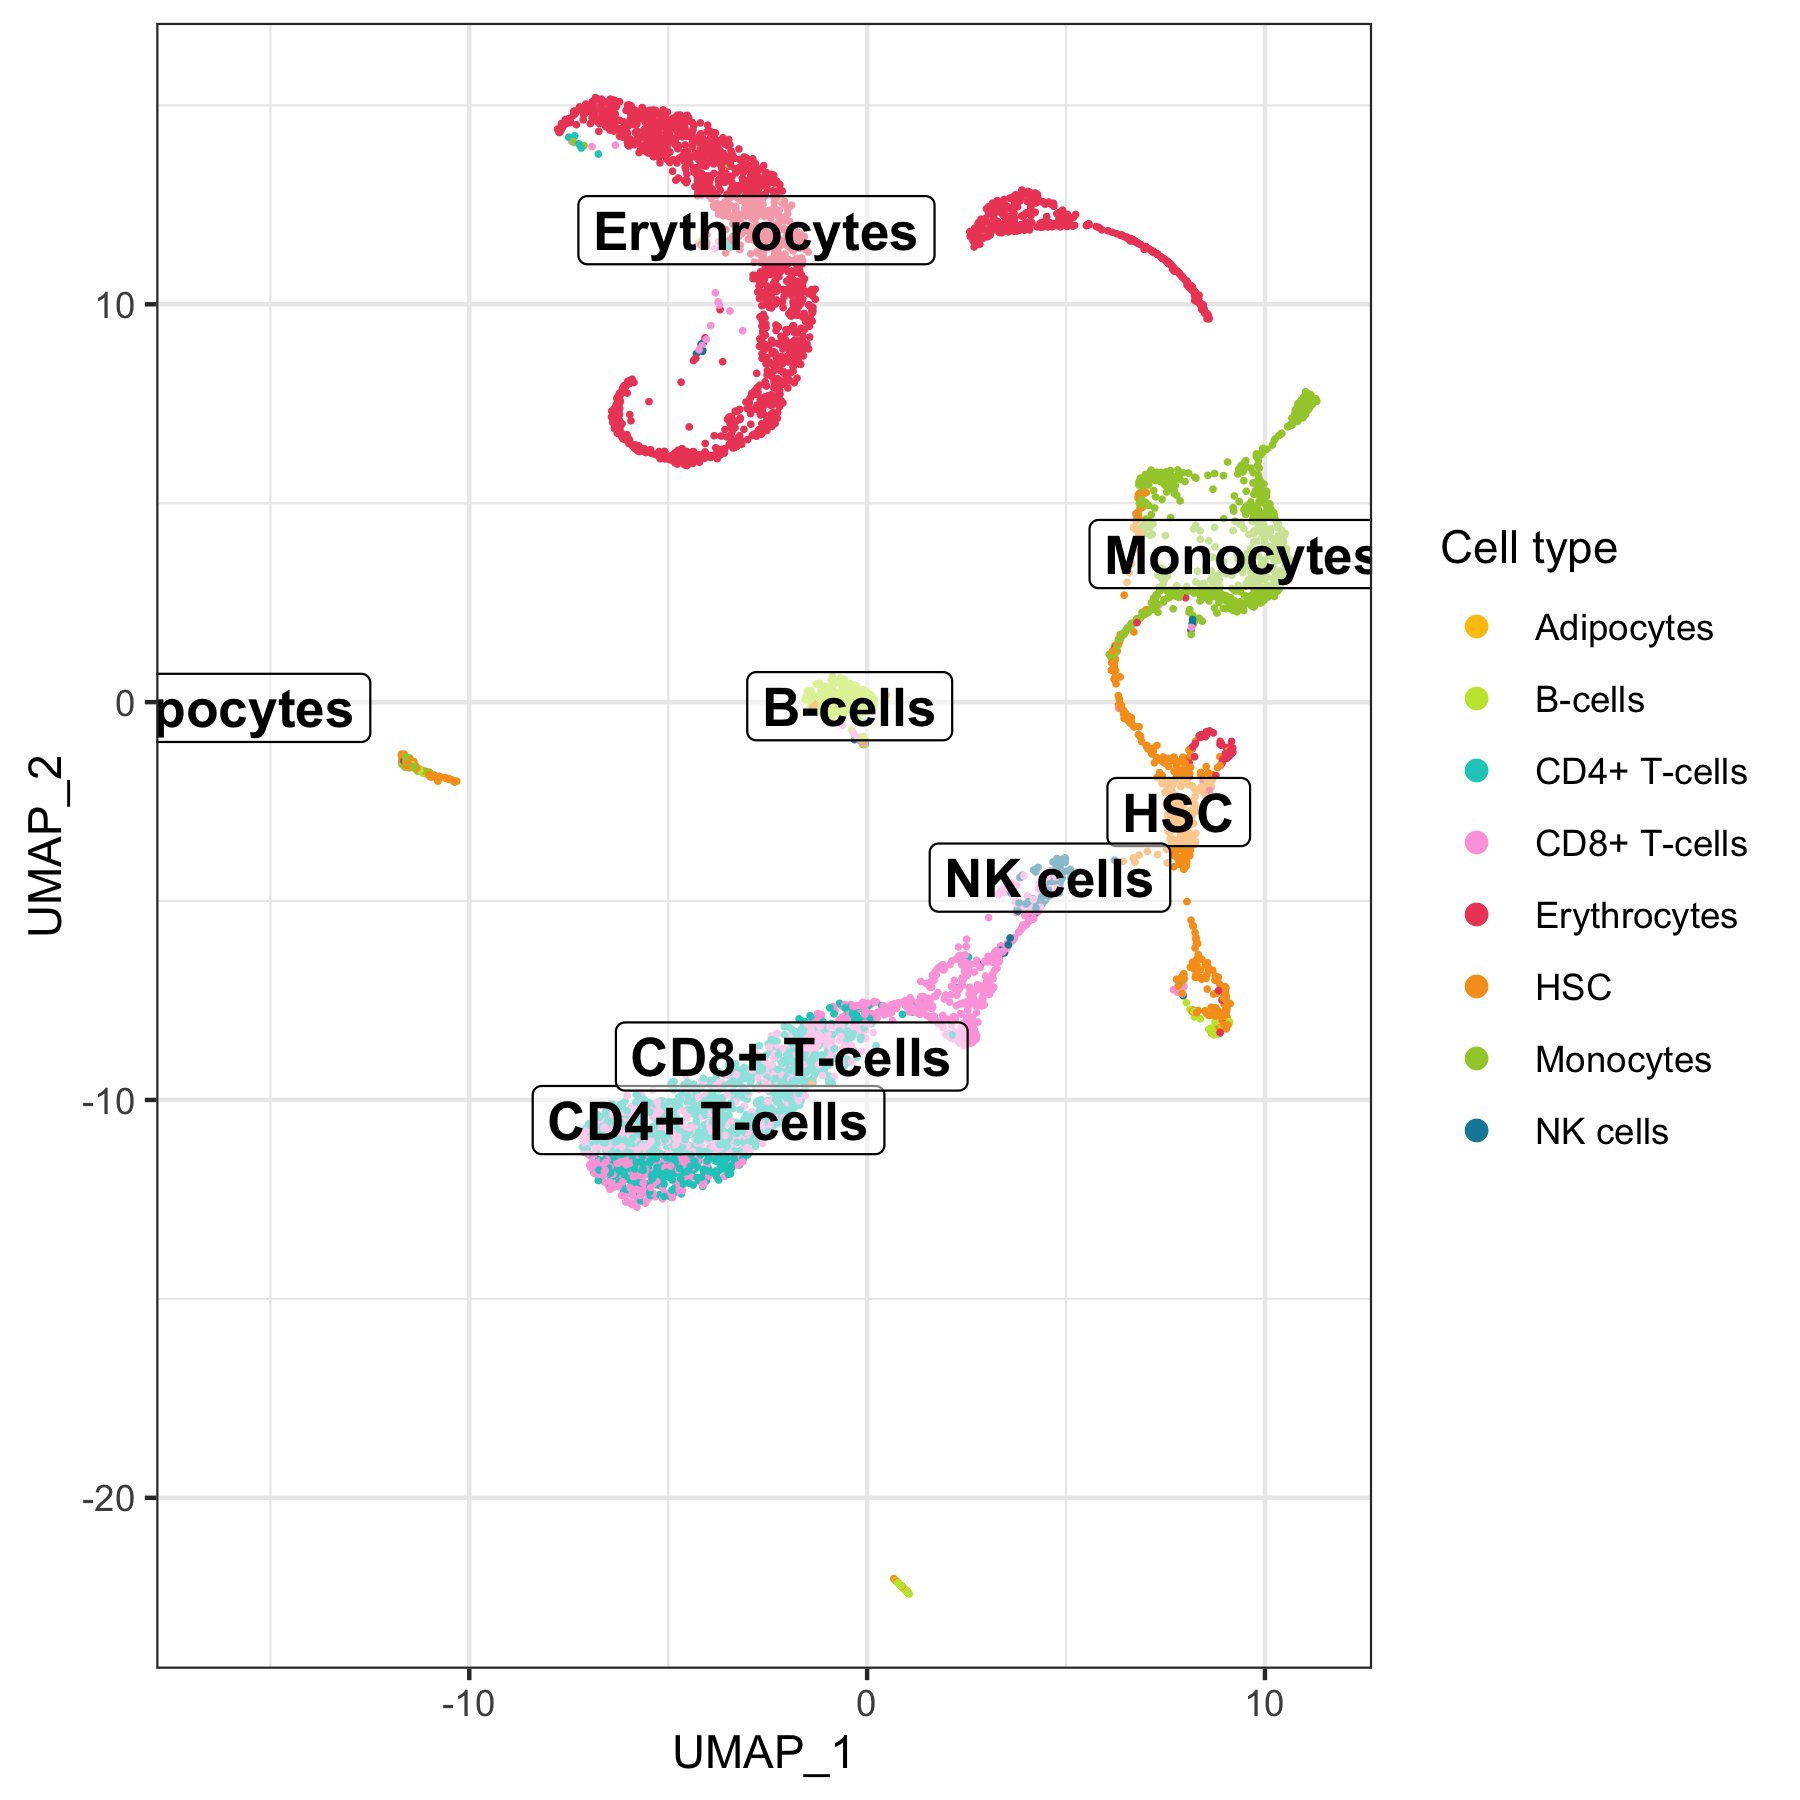 Erythrocytes
10
Monocytes
Cell type
Adipocytes
B-cells
CD4+ T-cells
CD8+ T-cells
Erythrocytes
HSC
Monocytes
NK cells
pocytes
B-cells
0
HSC
NK cells
UMAP_2
CD8+ T-cells
CD4+ T-cells
-10
-20
-10
0
10
UMAP_1